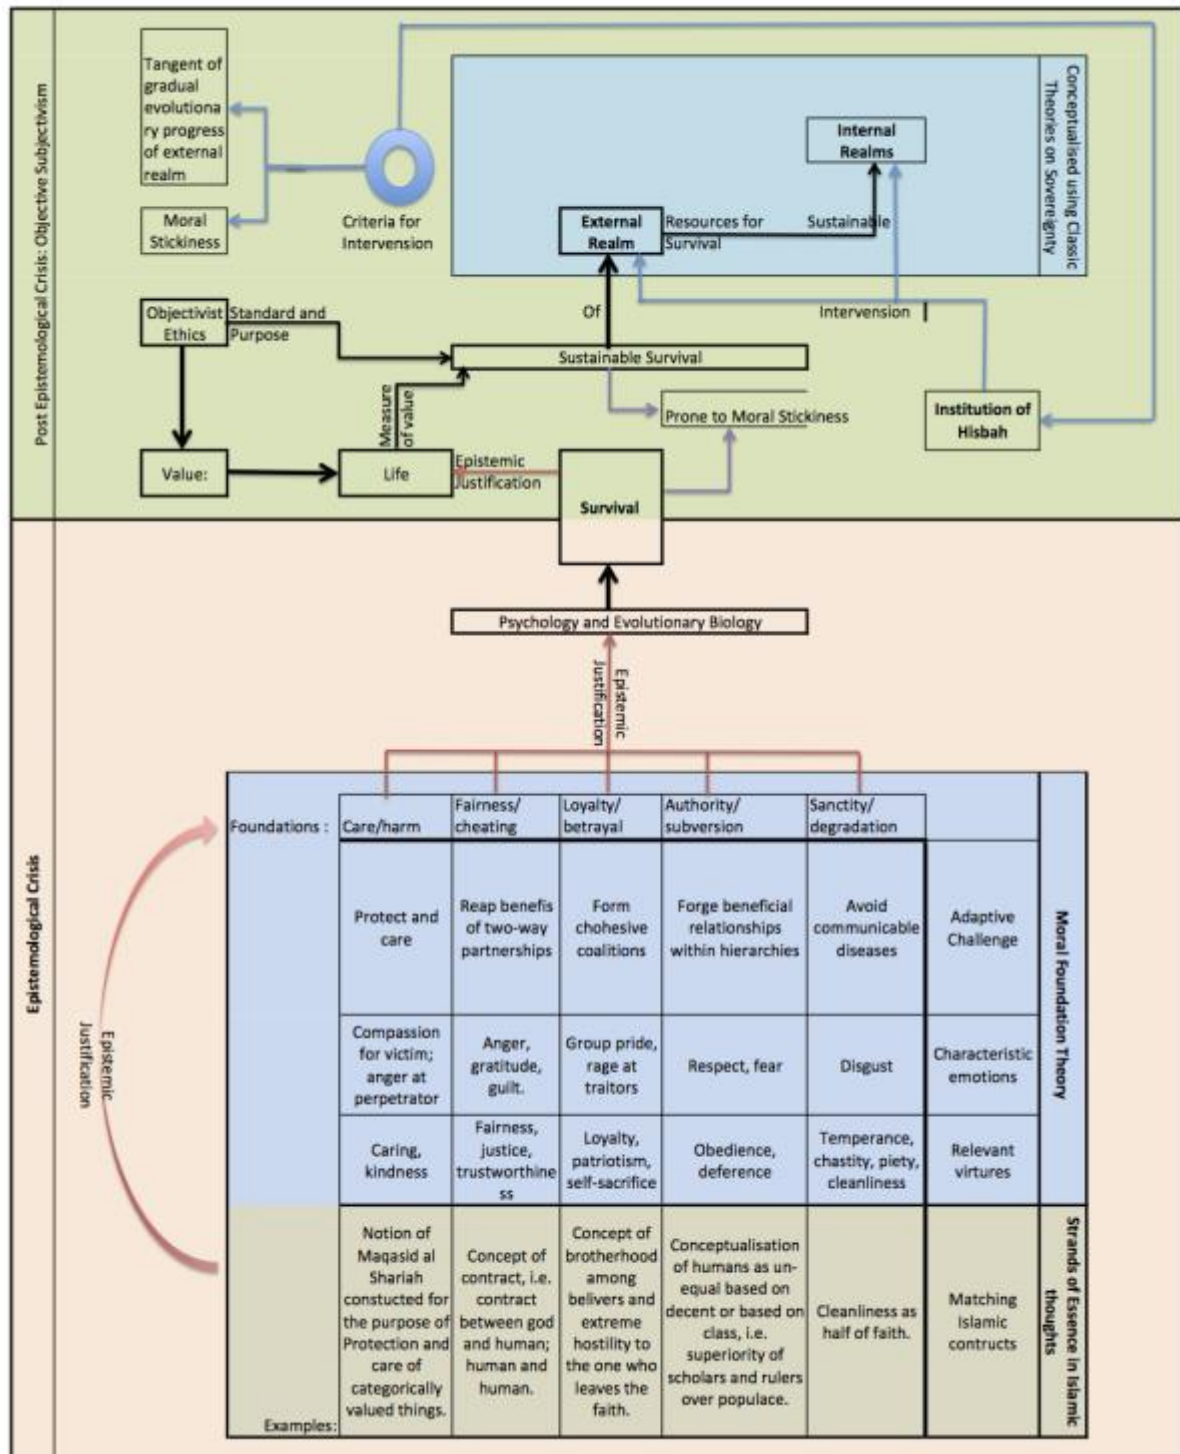 Post Epistemological Crisis: Objective Subjectivism
Tangent of
gradual
evolutiona
ry progress
of external
realm
Moral
Stickiness
Criteria for
Intervention
Conceptualised using Classic
Theories on Sovereignty
Internal
Realms
External
Realm
Resources for
Survival
Sustainable
Objectivist
Ethics
Standard and
Purpose
Of
Intervention
Sustainable Survival
Measure
of value
Prone to Moral Stickiness
Institution of
Hisbah
Value:
Life
Epistemic
Justification
Survival
Epistemological Crisis
Psychology and Evolutionary Biology
Epistemic
Justification
Epistemic
Justification
Foundations :
Care/harm
Fairness/
cheating
Loyalty/
betrayal
Authority/
subversion
Sanctity/
degradation
Moral Foundation Theory
Protect and
care
Reap benefis
of two-way
partnerships
Form
chohesive
coalitions
Forge beneficial
relationships
within hierarchies
Avoid
communicable
diseases
Adaptive
Challenge
Compassion
for victim;
anger at
perpetrator
Anger,
gratitude,
guilt.
Group pride,
rage at
traitors
Respect, fear
Disgust
Characteristic
emotions
Caring,
kindness
Fairness,
justice,
trustworthine
ss
Loyalty,
patriotism,
self-sacrifice
Obedience,
deference
Temperance,
chastity, piety,
cleanliness
Relevant
virtures
Strands of Essence in Islamic
thoughts
Examples:
Notion of
Maqasid al
Shariah
constucted for
the purpose of
Protection and
care of
categorically
valued things.
Concept of
contract, i.e.
contract
between god
and human;
human and
human.
Concept of
brotherhood
among
belivers and
extreme
hostility to
the one who
leaves the
faith.
Conceptualisation
of humans as un-
equal based on
decent or based on
class, i.e.
superiority of
scholars and rulers
over populace.
Cleanliness as
half of faith.
Matching
Islamic
contructs